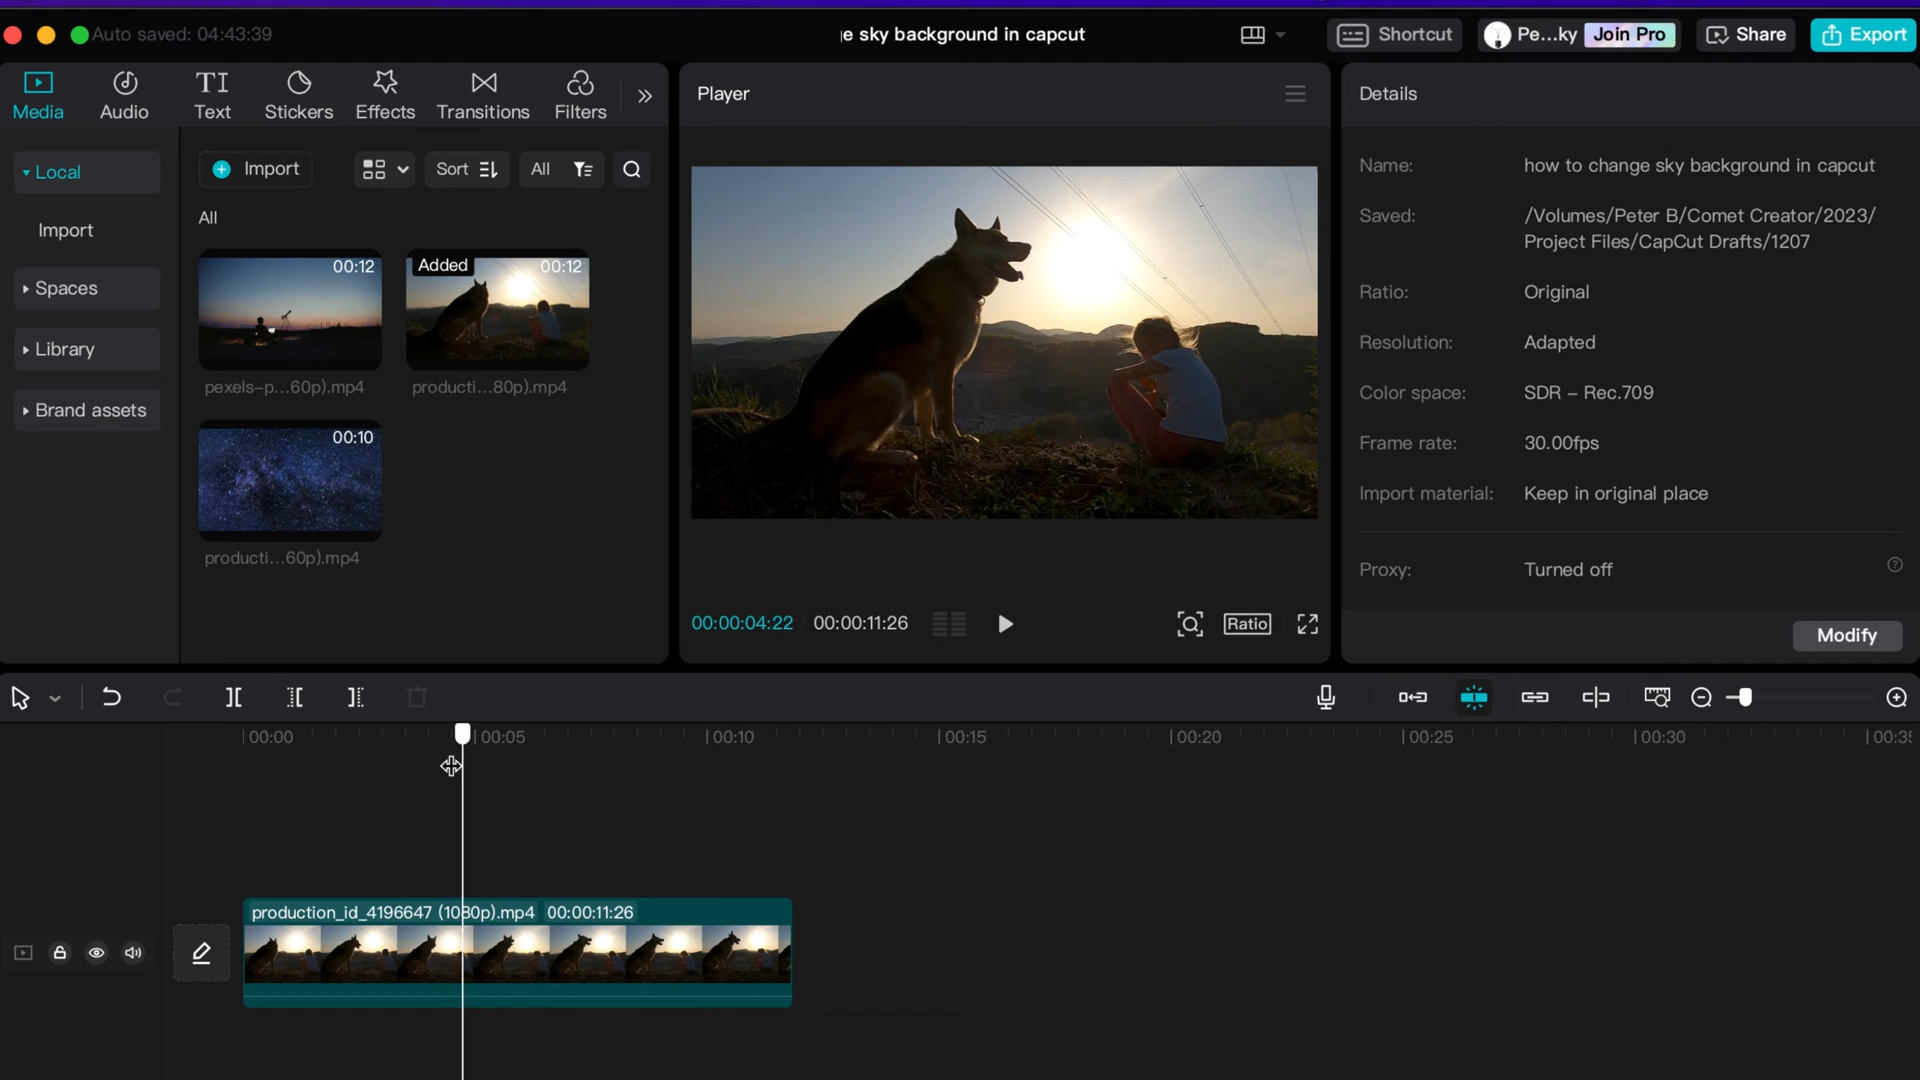 Auto saved: 04:43:39
e sky background in capcut
Shortcut
Pe...ky
Join Pro
Share
Export
Media
Audio
TI
Text
Stickers
Effects
Transitions
Filters
Player
Details
Local
Import
Spaces
Library
Brand assets
Import
Sort
All
All
00:12
pexels-p...60p).mp4
Added
00:12
producti...80p).mp4
00:10
producti...60p).mp4
00:00:04:22
00:00:11:26
Ratio
Name: how to change sky background in capcut
Saved: /Volumes/Peter B/Comet Creator/2023/
Project Files/CapCut Drafts/1207
Ratio: Original
Resolution: Adapted
Color space: SDR – Rec.709
Frame rate: 30.00fps
Import material: Keep in original place
Proxy: Turned off
Modify
00:00
00:05
00:10
00:15
00:20
00:25
00:30
production_id_4196647 (1080p).mp4 00:00:11:26